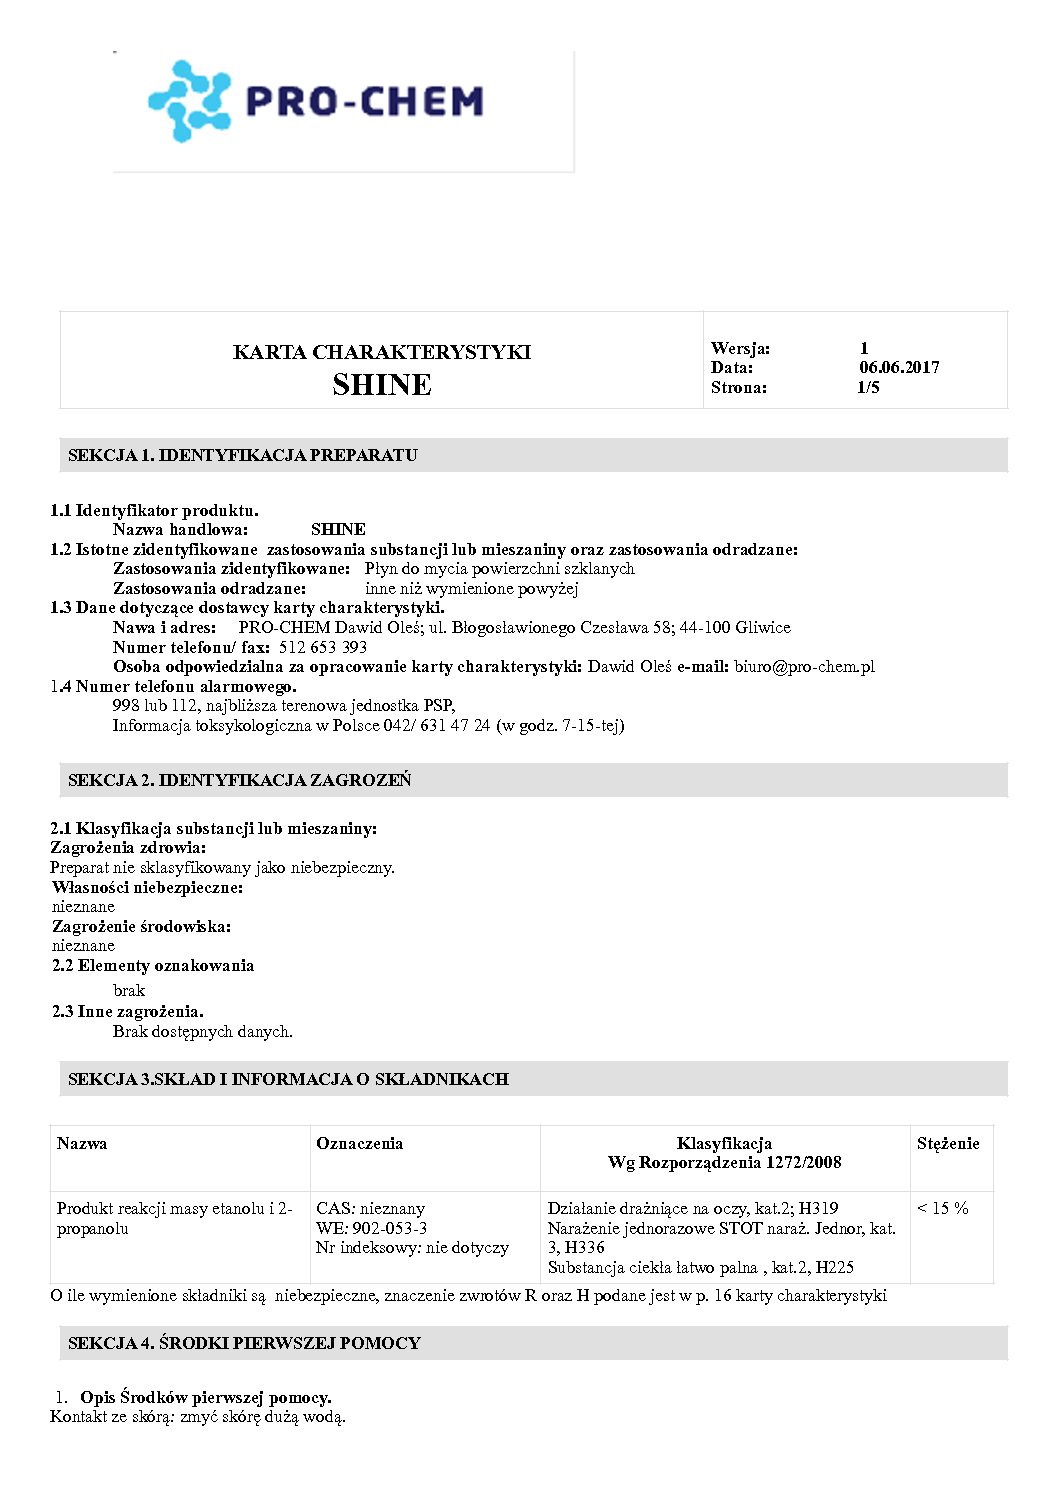 PRO-CHEM
KARTA CHARAKTERYSTYKI
SHINE
Wersja: 1
Data: 06.06.2017
Strona: 1/5
SEKCJA 1. IDENTYFIKACJA PREPARATU
1.1 Identyfikator produktu.
Nazwa handlowa: SHINE
1.2 Istotne zidentyfikowane zastosowania substancji lub mieszaniny oraz zastosowania odradzane:
Zastosowania zidentyfikowane: Płyn do mycia powierzchni szklanych
Zastosowania odradzane: inne niż wymienione powyżej
1.3 Dane dotyczące dostawcy karty charakterystyki.
Nawa i adres: PRO-CHEM Dawid Oleś; ul. Błogosławionego Czesława 58; 44-100 Gliwice
Numer telefonu/ fax: 512 653 393
Osoba odpowiedzialna za opracowanie karty charakterystyki: Dawid Oleś e-mail: biuro@pro-chem.pl
1.4 Numer telefonu alarmowego.
998 lub 112, najbliższa terenowa jednostka PSP,
Informacja toksykologiczna w Polsce 042/ 631 47 24 (w godz. 7-15-tej)
SEKCJA 2. IDENTYFIKACJA ZAGROZEŃ
2.1 Klasyfikacja substancji lub mieszaniny:
Zagrożenia zdrowia:
Preparat nie sklasyfikowany jako niebezpieczny.
Własności niebezpieczne:
nieznane
Zagrożenie środowiska:
nieznane
2.2 Elementy oznakowania
brak
2.3 Inne zagrożenia.
Brak dostępnych danych.
SEKCJA 3.SKŁAD I INFORMACJA O SKŁADNIKACH
Nazwa Oznaczenia Klasyfikacja Stężenie
Wg Rozporządzenia 1272/2008
Produkt reakcji masy etanolu i 2- CAS: nieznany Działanie drażniące na oczy, kat.2; H319 < 15 %
propanolu WE: 902-053-3 Narażenie jednorazowe STOT naraż. Jednor, kat.
Nr indeksowy: nie dotyczy 3, H336
Substancja ciekła łatwo palna , kat.2, H225
O ile wymienione składniki są niebezpieczne, znaczenie zwrotów R oraz H podane jest w p. 16 karty charakterystyki
SEKCJA 4. ŚRODKI PIERWSZEJ POMOCY
1. Opis Środków pierwszej pomocy.
Kontakt ze skórą: zmyć skórę dużą wodą.